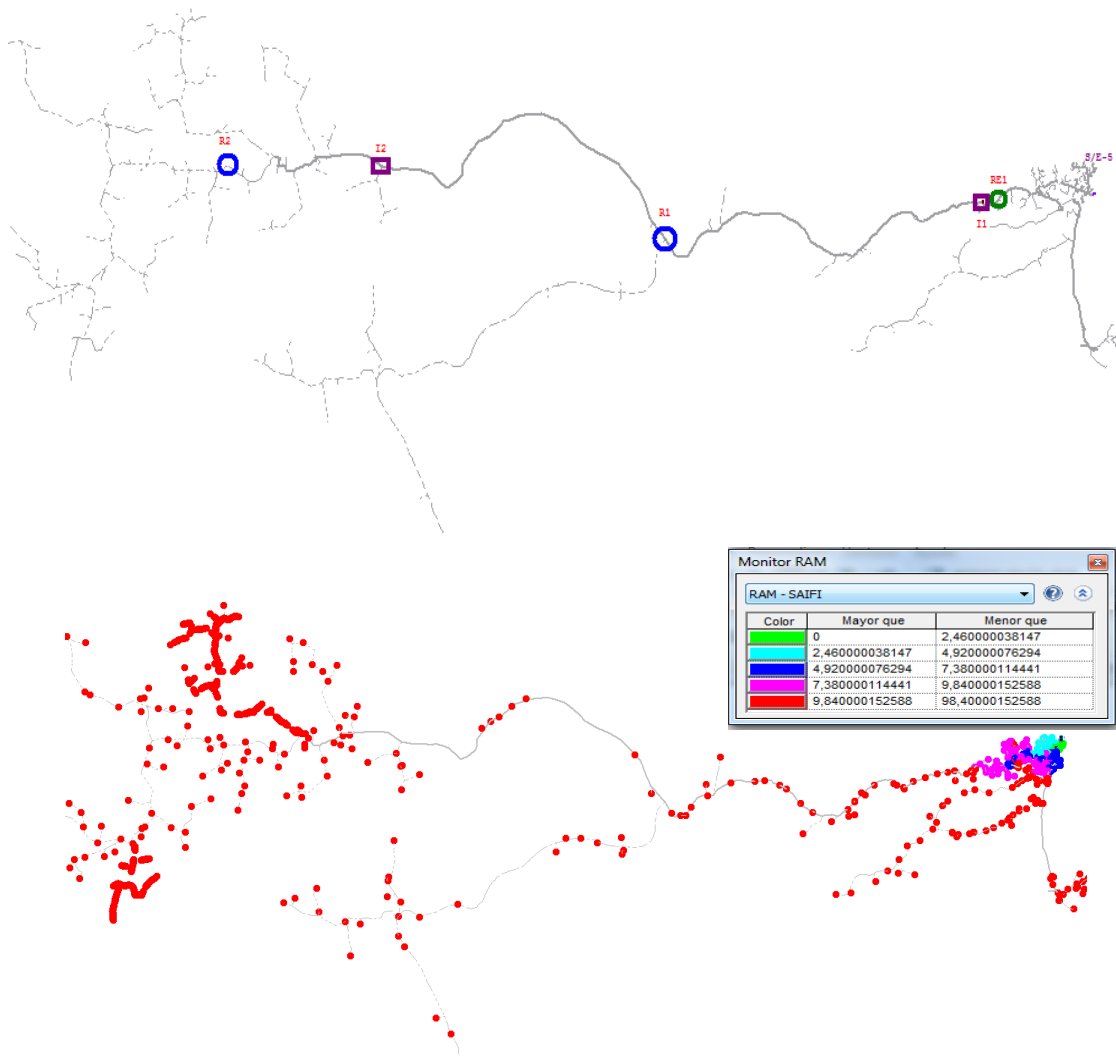 S/E-5
R2
I2
RE1
R1
I1
Monitor RAM
RAM - SAIFI
Color Mayor que Menor que
0 2,460000038147
2,460000038147 4,920000076294
4,920000076294 7,380000114441
7,380000114441 9,840000152588
9,840000152588 98,40000152588